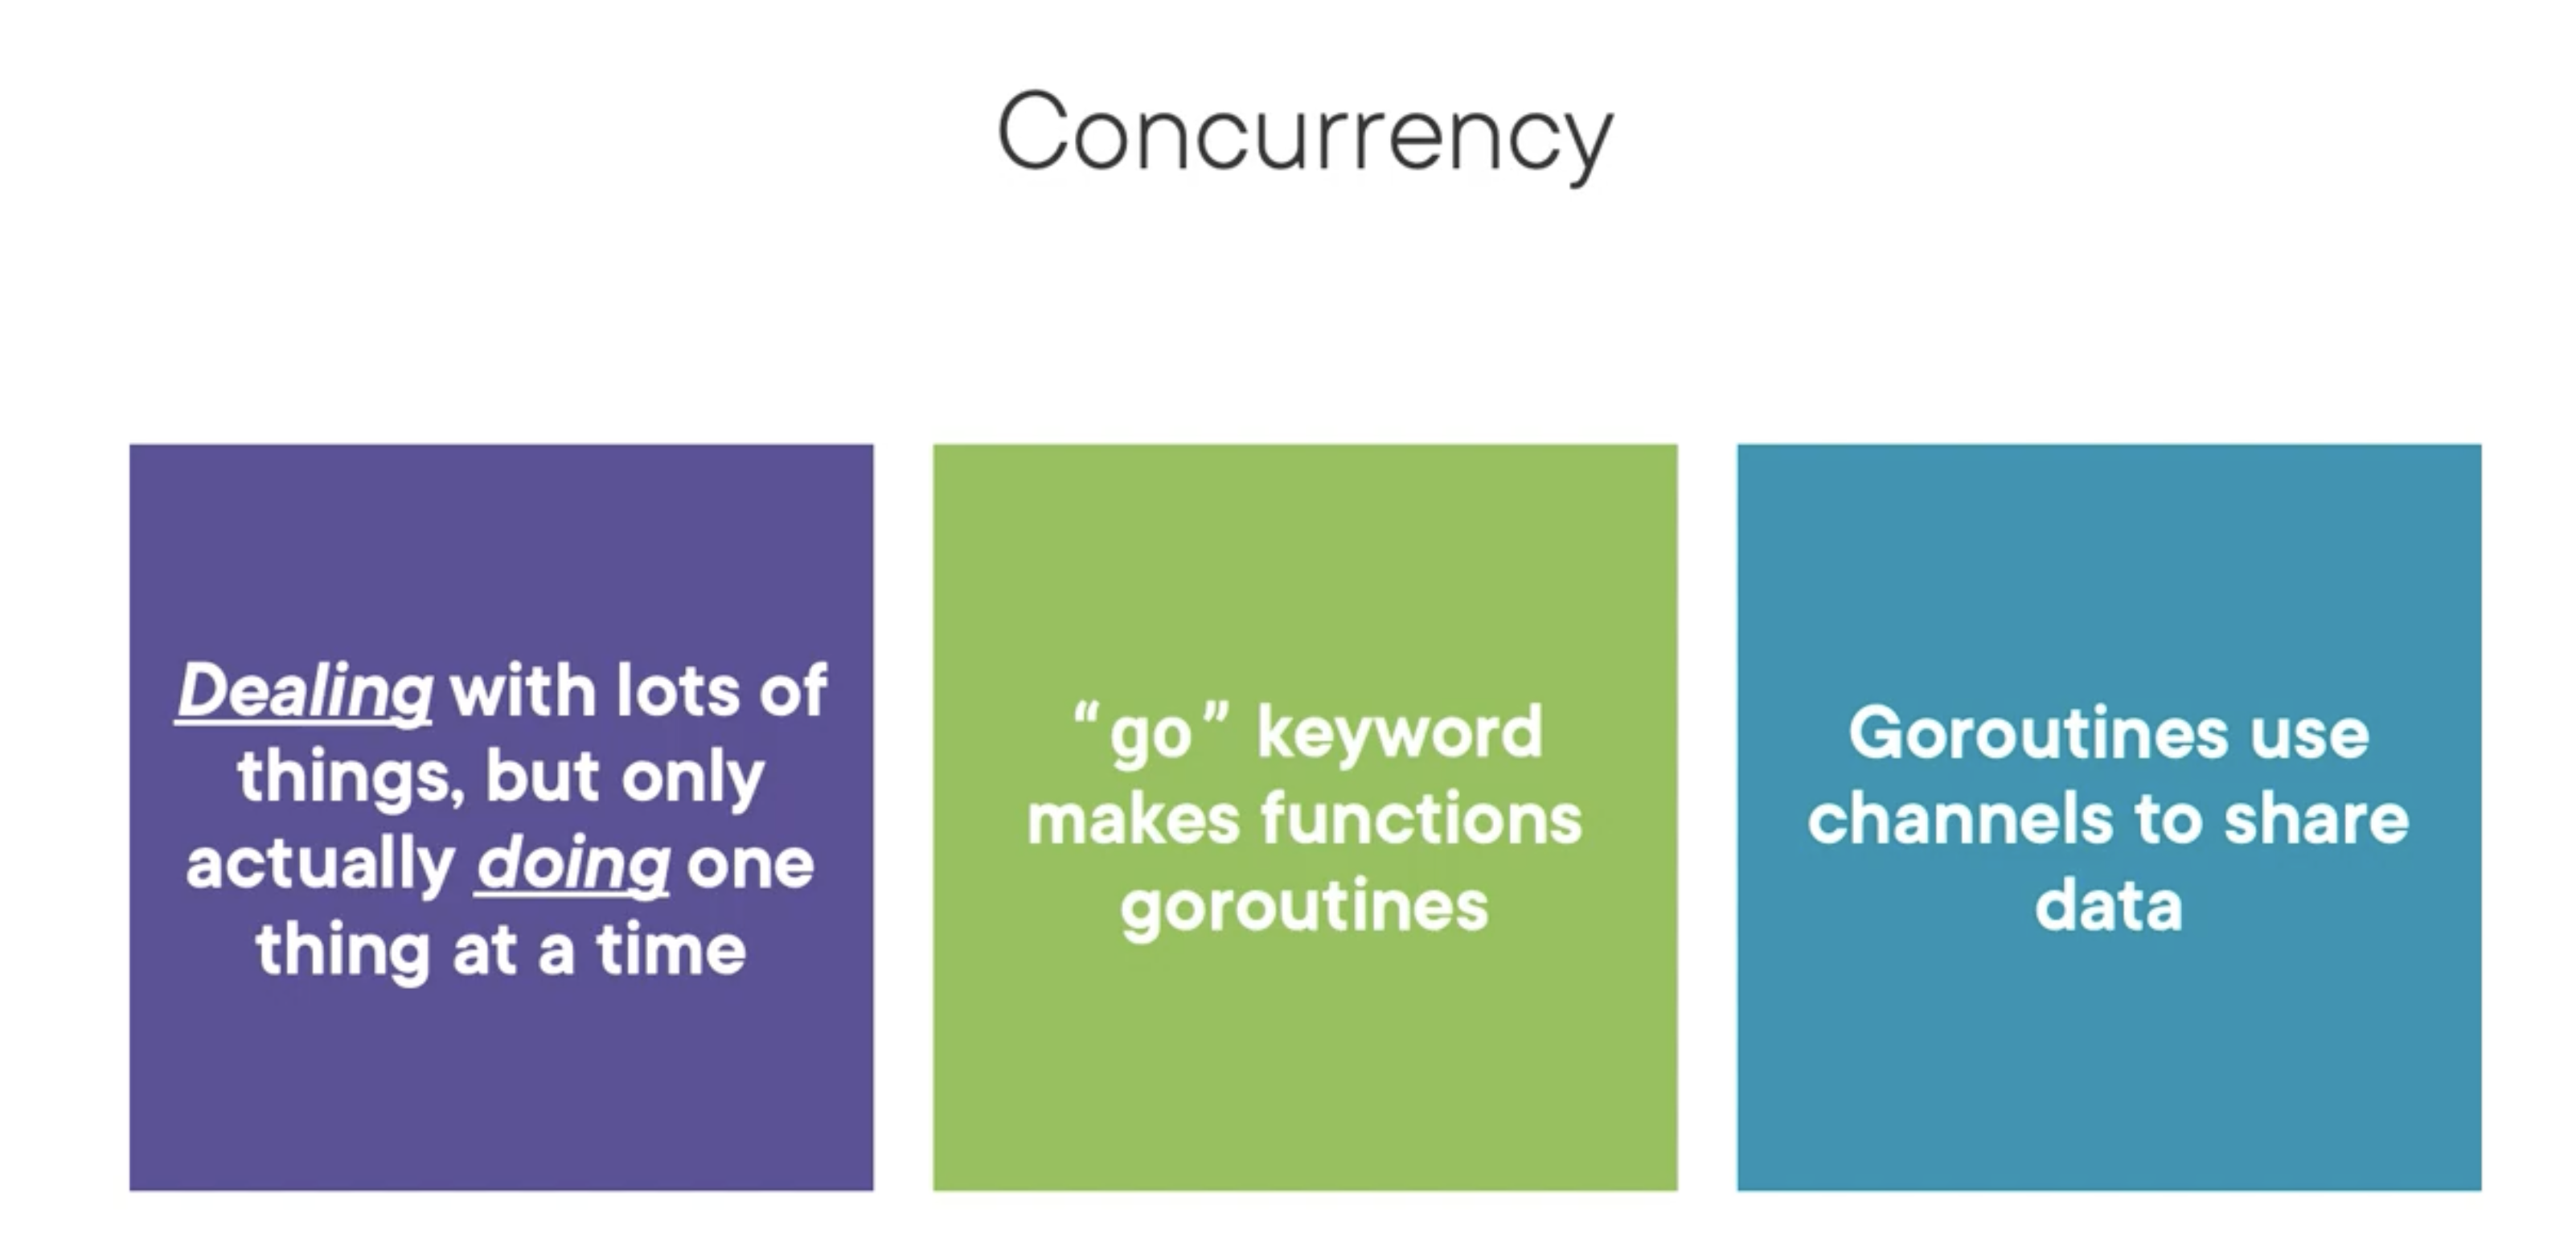 Concurrency
Dealing with lots of
things, but only
actually doing one
thing at a time
“go” keyword
makes functions
goroutines
Goroutines use
channels to share
data